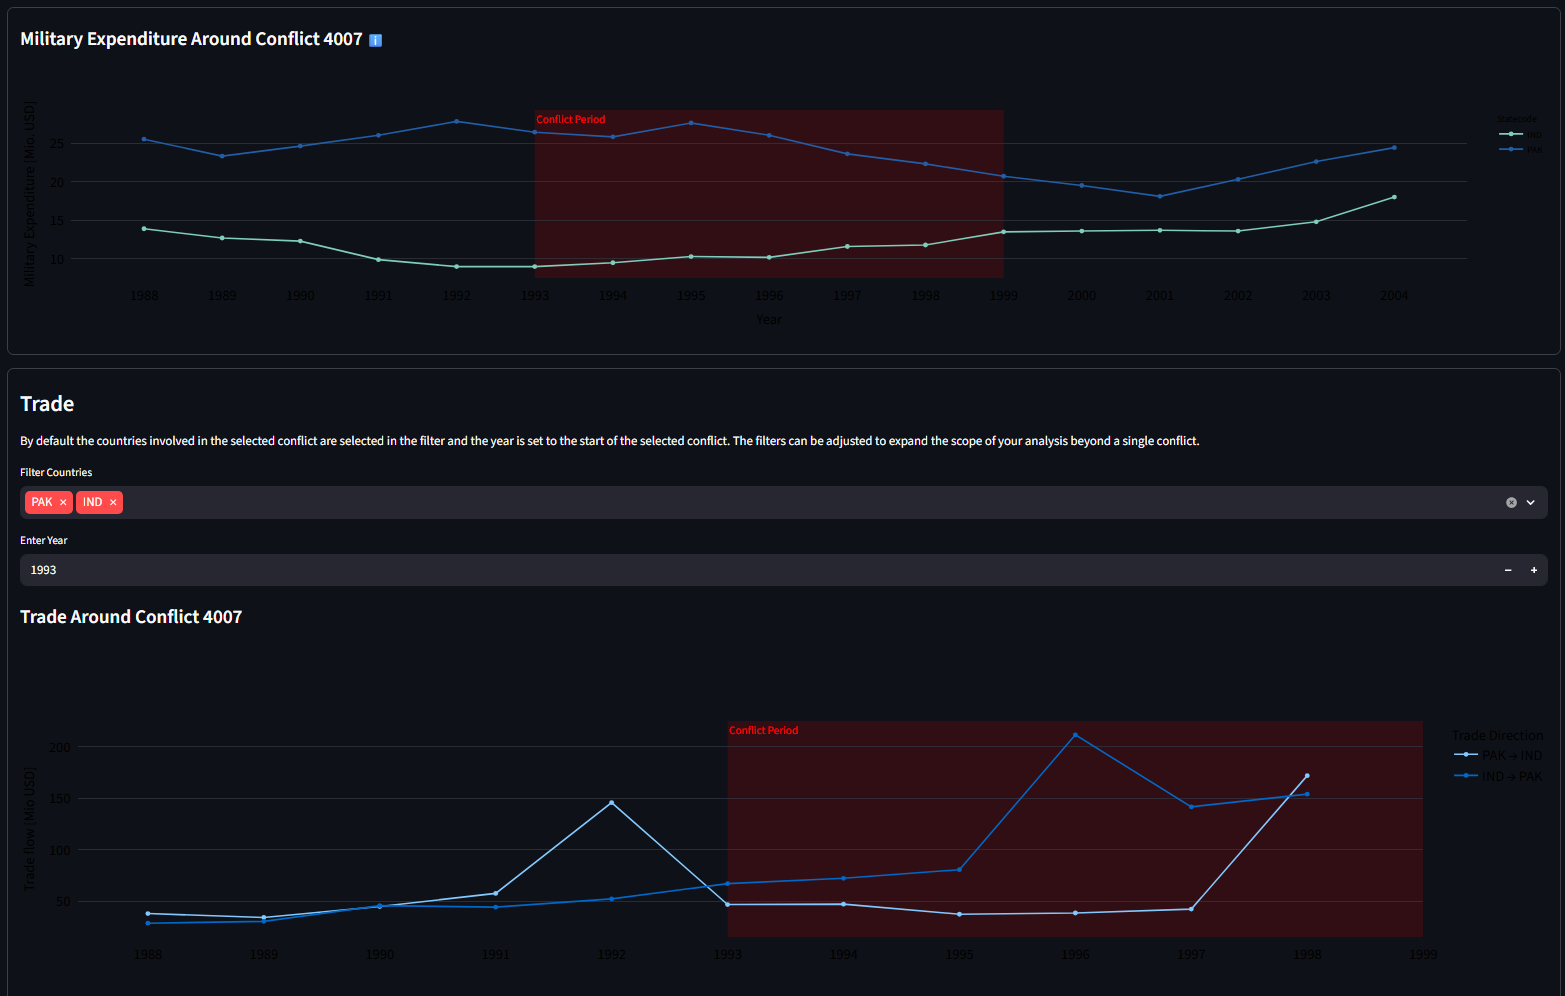 Military Expenditure Around Conflict 4007 ℹ️
Conflict Period
Military Expenditure [Mio. USD]
25
20
15
10
Statecode
IND
PAK
1988 1989 1990 1991 1992 1993 1994 1995 1996 1997 1998 1999 2000 2001 2002 2003 2004
Year
Trade
By default the countries involved in the selected conflict are selected in the filter and the year is set to the start of the selected conflict. The filters can be adjusted to expand the scope of your analysis beyond a single conflict.
Filter Countries
PAK × IND ×
Enter Year
1993
Trade Around Conflict 4007
Conflict Period
Trade flow [Mio USD]
200
150
100
50
Trade Direction
PAK → IND
IND → PAK
1988 1989 1990 1991 1992 1993 1994 1995 1996 1997 1998 1999